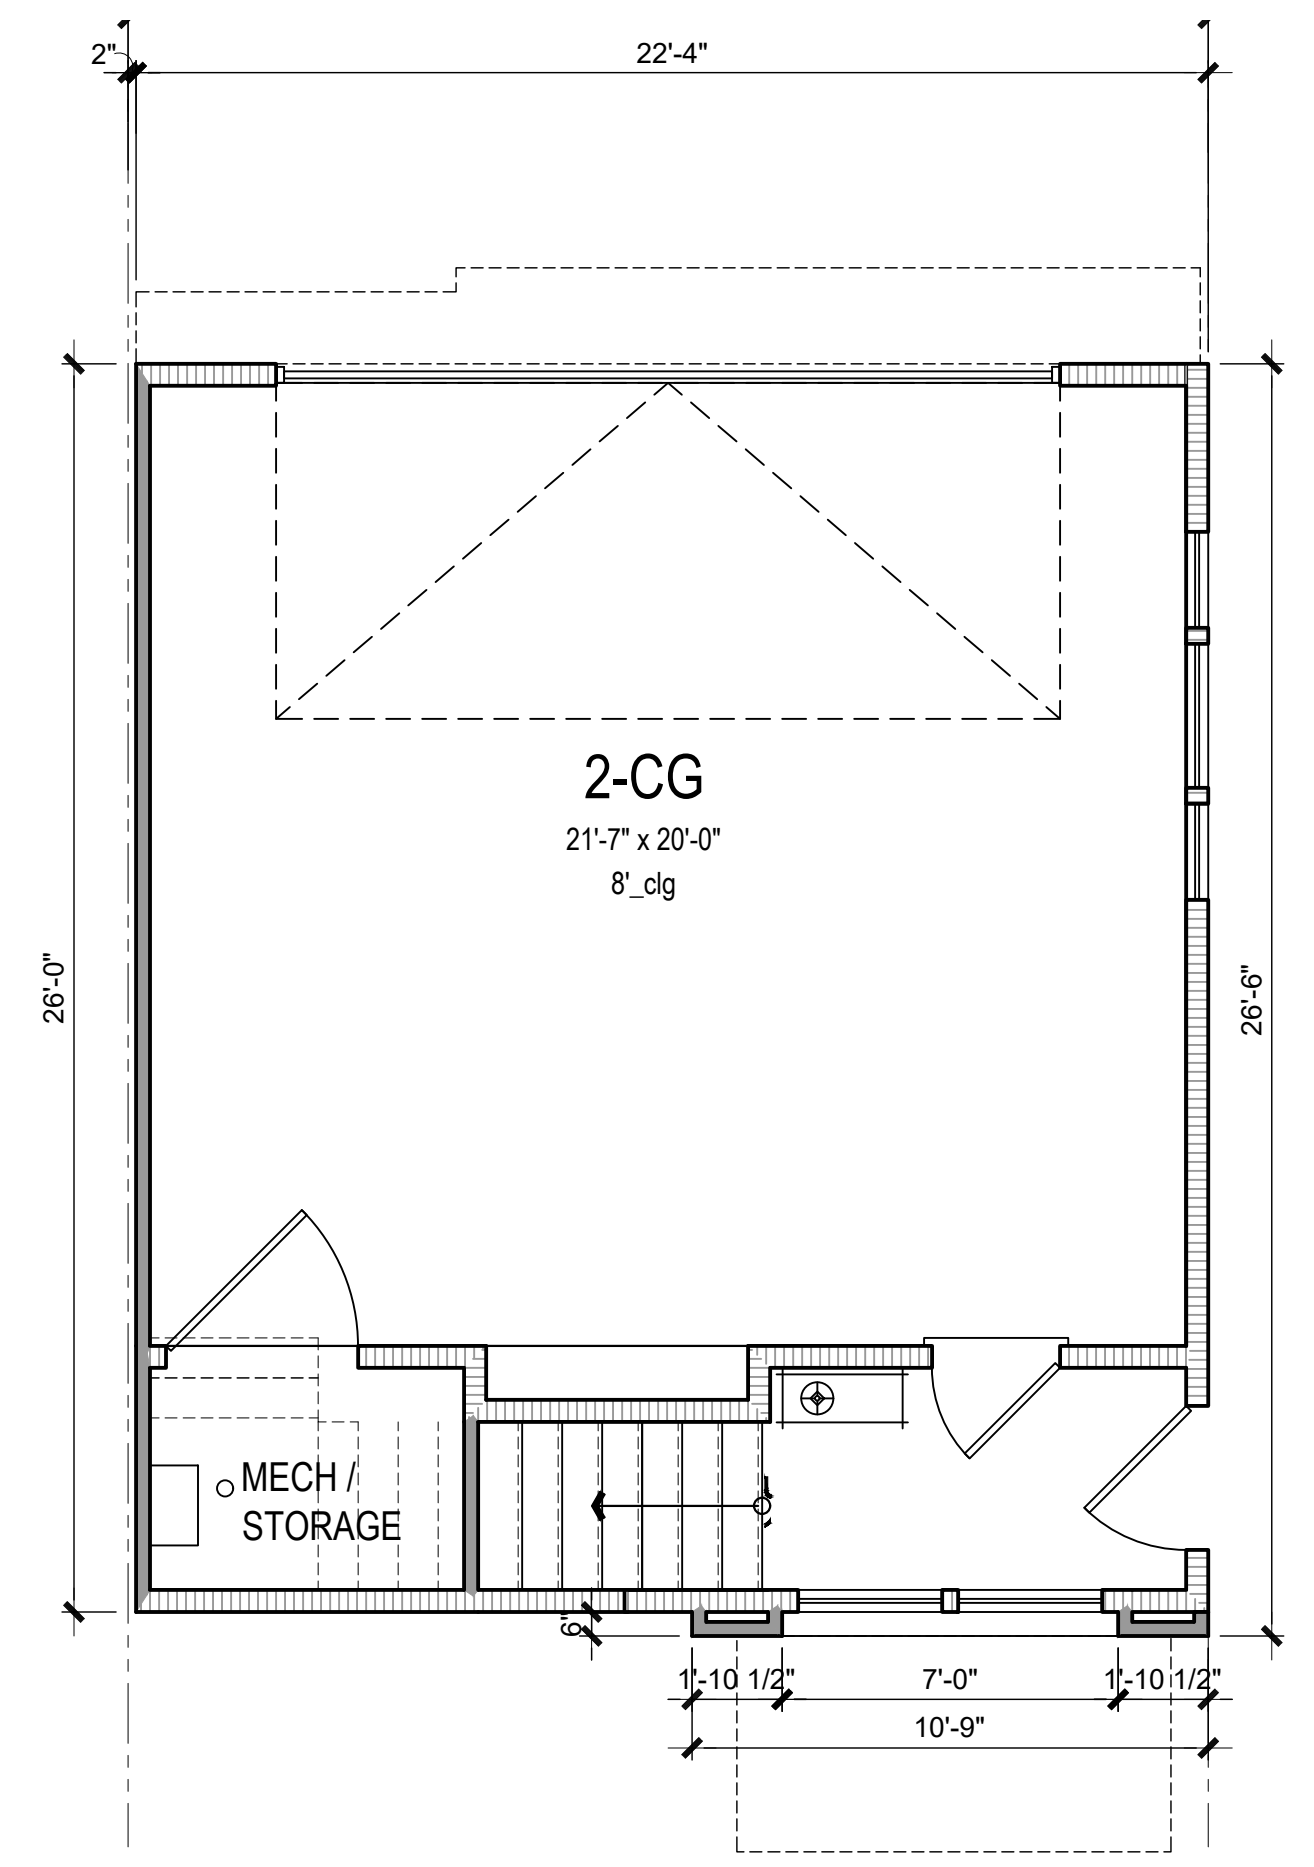 2"
22'-4"
2-CG
21'-7" x 20'-0"
8'_clg
26'-0"
26'-6"
MECH /
STORAGE
6"
1'-10 1/2"
7'-0"
1'-10 1/2"
10'-9"